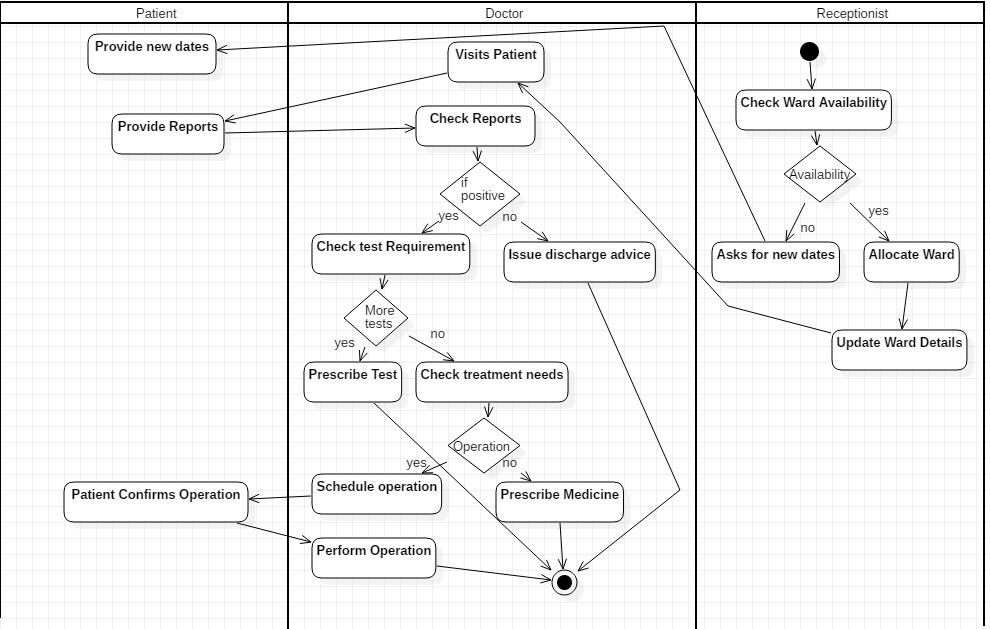 Patient
Doctor
Receptionist
Provide new dates
Visits Patient
Check Ward Availability
Provide Reports
Check Reports
Availability
if
positive
yes
no
no
yes
Check test Requirement
Issue discharge advice
Asks for new dates
Allocate Ward
More
tests
yes
no
Update Ward Details
Prescribe Test
Check treatment needs
Operation
yes
no
Patient Confirms Operation
Schedule operation
Prescribe Medicine
Perform Operation